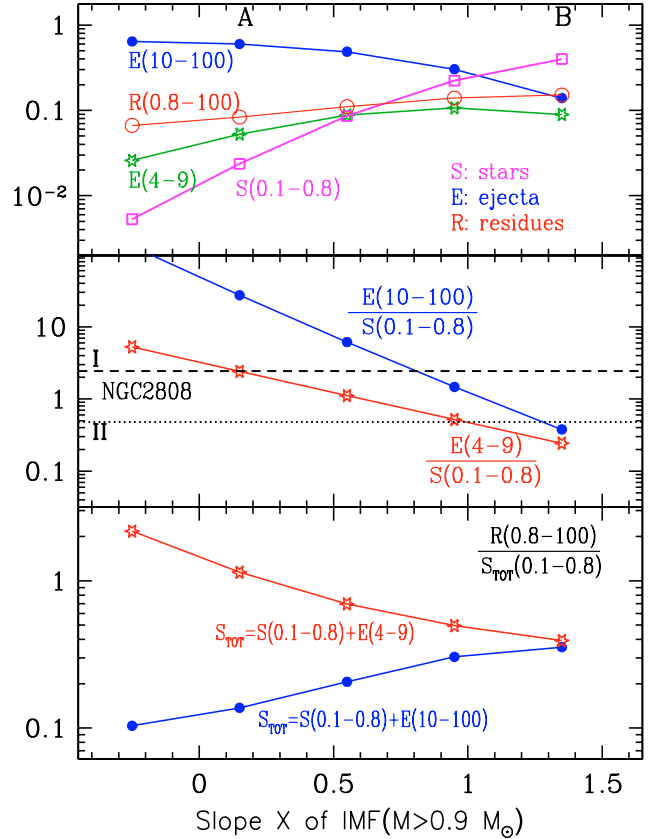 A B
1
0.1
10⁻²
E(10−100)
R(0.8−100)
E(4−9)
S(0.1−0.8)
S: stars
E: ejecta
R: residues
10
1
0.1
E(10−100)
S(0.1−0.8)
I
NGC2808
II
E(4−9)
S(0.1−0.8)
1
0.1
R(0.8−100)
S_TOT(0.1−0.8)
S_TOT=S(0.1−0.8)+E(4−9)
S_TOT=S(0.1−0.8)+E(10−100)
0 0.5 1 1.5
Slope X of IMF(M>0.9 M⊙)